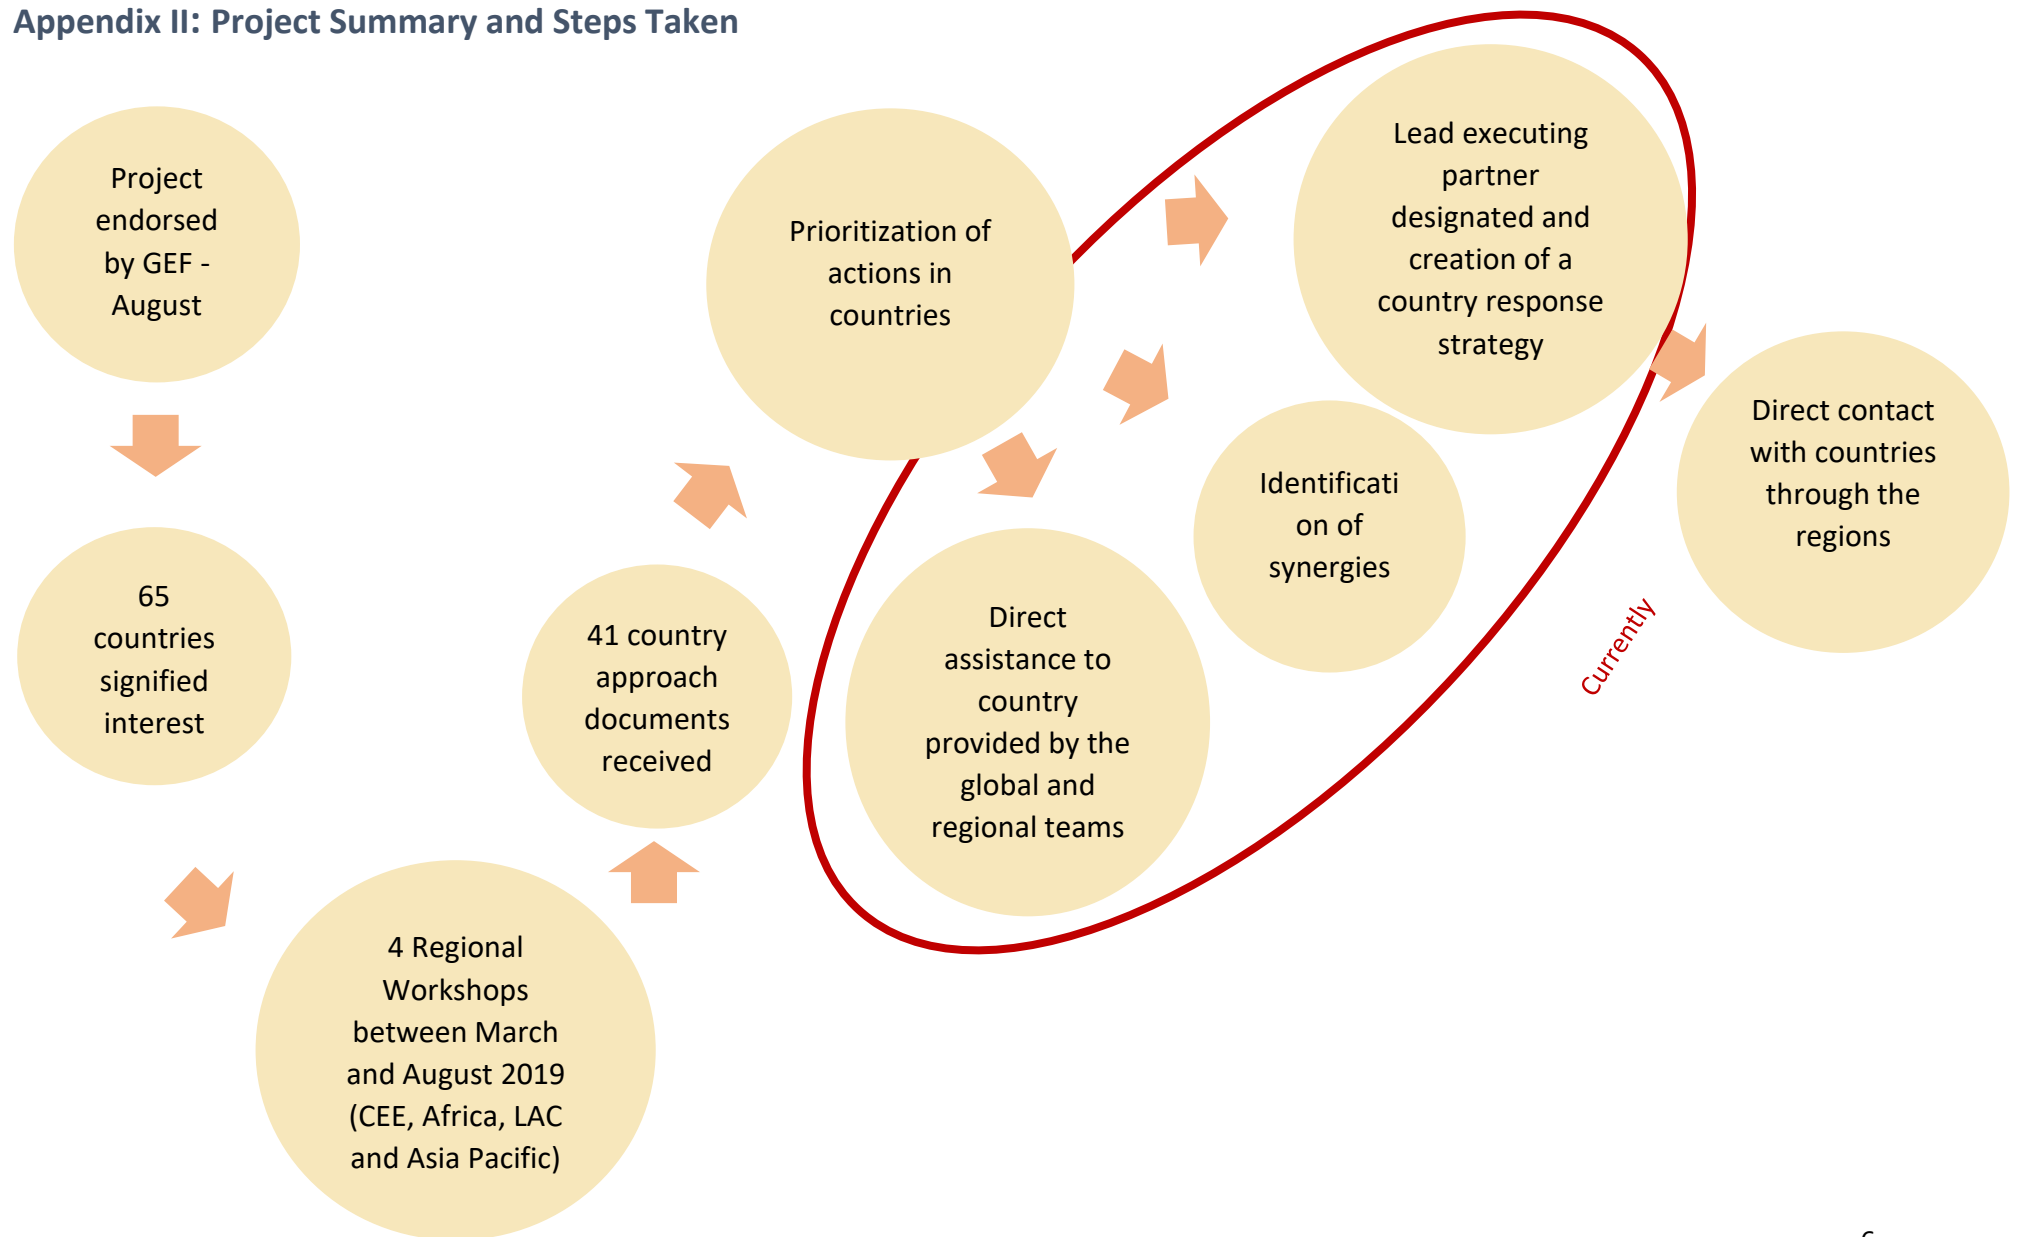 Appendix II: Project Summary and Steps Taken
Project
endorsed
by GEF -
August
65
countries
signified
interest
4 Regional
Workshops
between March
and August 2019
(CEE, Africa, LAC
and Asia Pacific)
41 country
approach
documents
received
Prioritization of
actions in
countries
Direct
assistance to
country
provided by the
global and
regional teams
Identificati
on of
synergies
Lead executing
partner
designated and
creation of a
country response
strategy
Currently
Direct contact
with countries
through the
regions